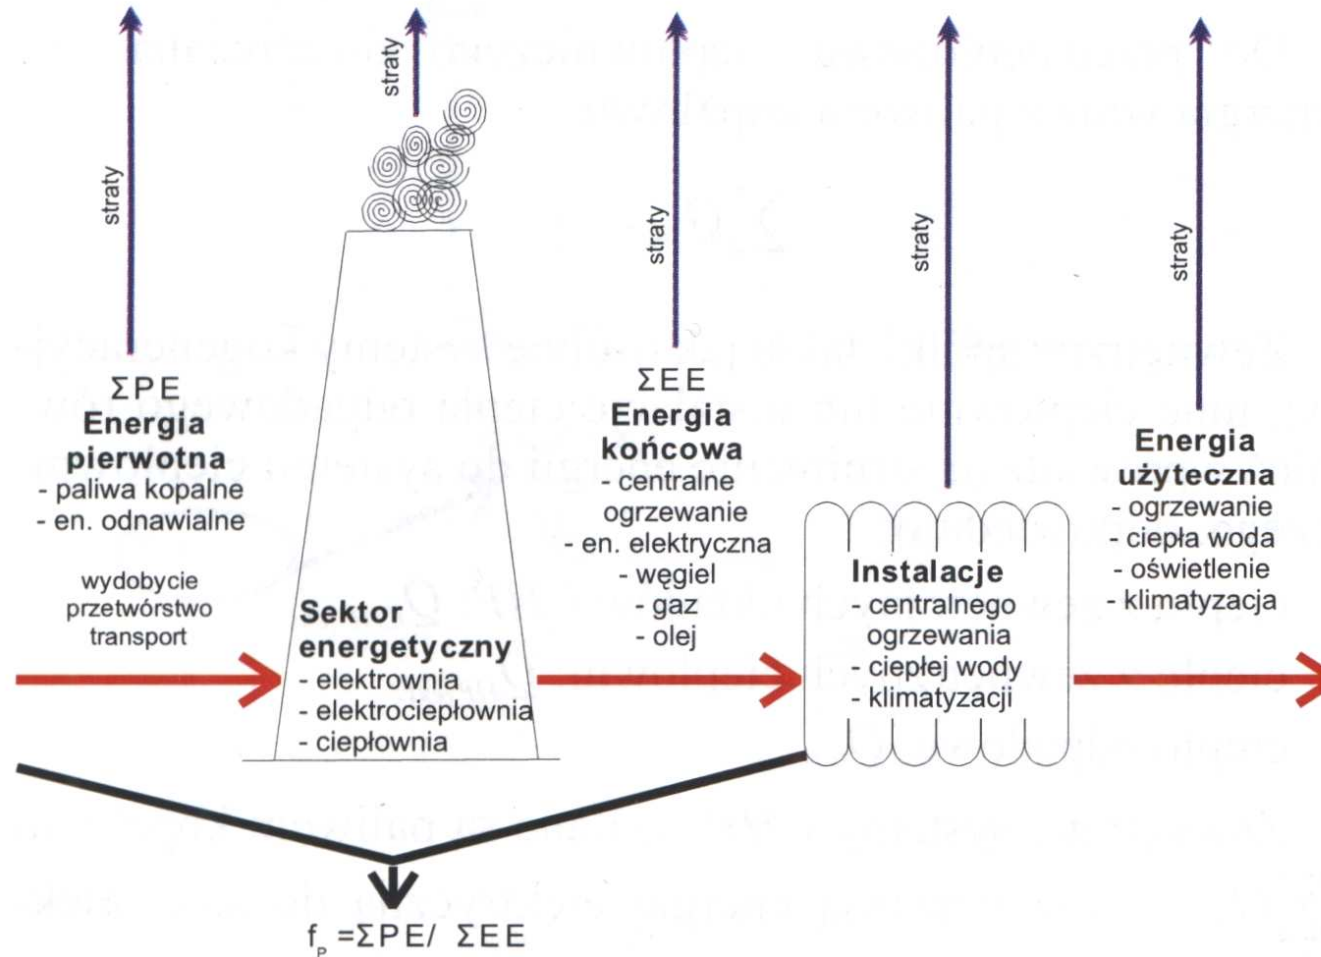 straty
straty
straty
straty
straty
ΣPE
Energia
pierwotna
- paliwa kopalne
- en. odnawialne
wydobycie
przetwórstwo
transport
Sektor
energetyczny
- elektrownia
- elektrociepłownia
- ciepłownia
ΣEE
Energia
końcowa
- centralne
ogrzewanie
- en. elektryczna
- węgiel
- gaz
- olej
Instalacje
- centralnego
ogrzewania
- ciepłej wody
- klimatyzacji
Energia
użyteczna
- ogrzewanie
- ciepła woda
- oświetlenie
- klimatyzacja
fₚ =ΣPE/ ΣEE